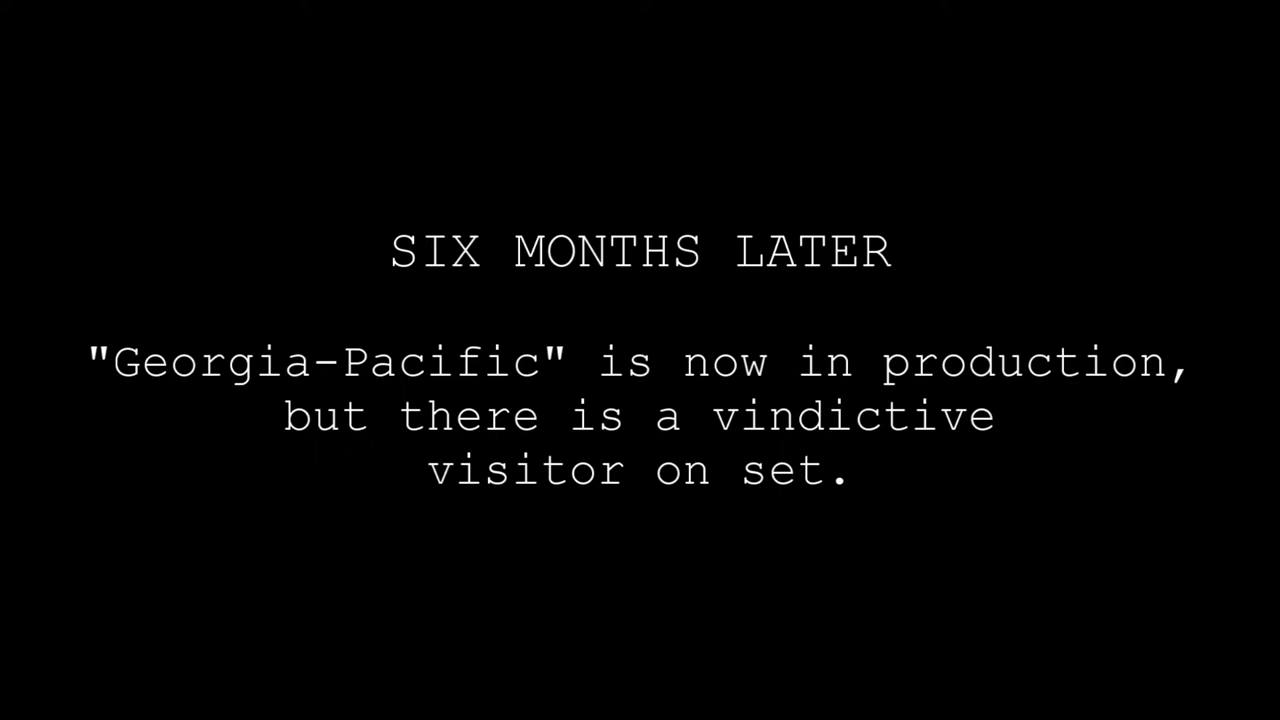 SIX MONTHS LATER
"Georgia-Pacific" is now in production,
but there is a vindictive
visitor on set.